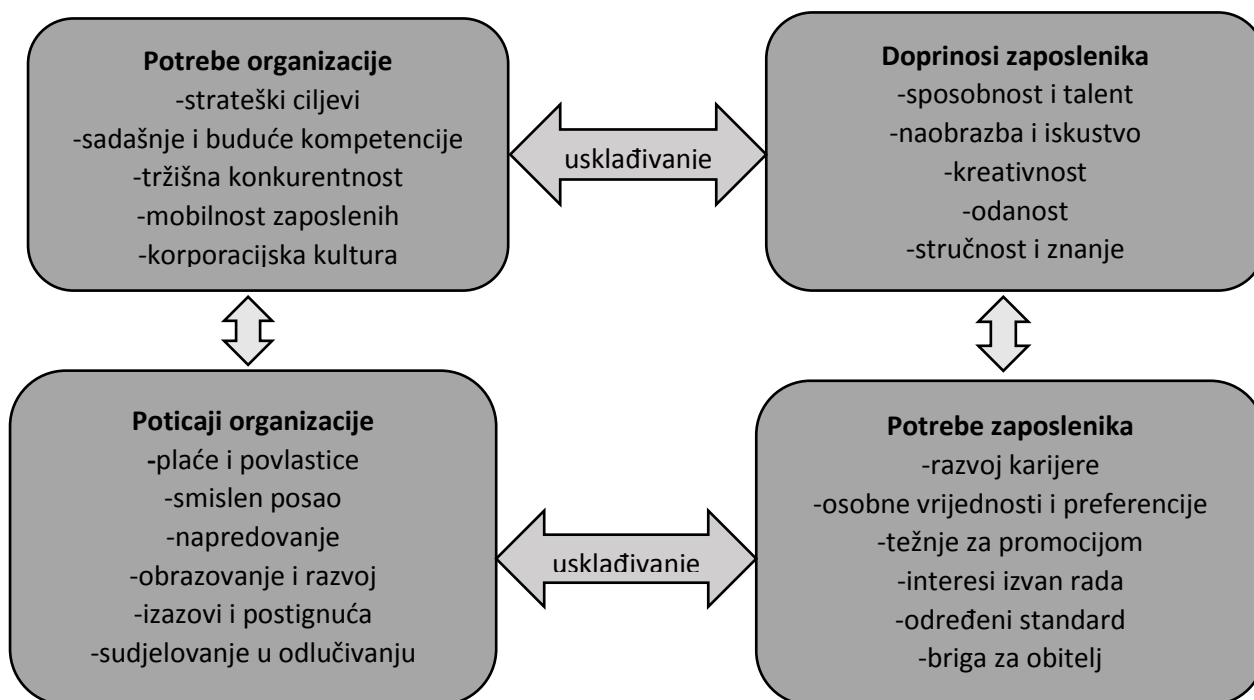 Potrebe organizacije
-strateški ciljevi
-sadašnje i buduće kompetencije
-tržišna konkurentnost
-mobilnost zaposlenih
-korporacijska kultura
usklađivanje
Doprinosi zaposlenika
-sposobnost i talent
-naobrazba i iskustvo
-kreativnost
-odanost
-stručnost i znanje
Poticaji organizacije
-plaće i povlastice
-smislen posao
-napredovanje
-obrazovanje i razvoj
-izazovi i postignuća
-sudjelovanje u odlučivanju
usklađivanje
Potrebe zaposlenika
-razvoj karijere
-osobne vrijednosti i preferencije
-težnje za promocijom
-interesi izvan rada
-određeni standard
-briga za obitelj